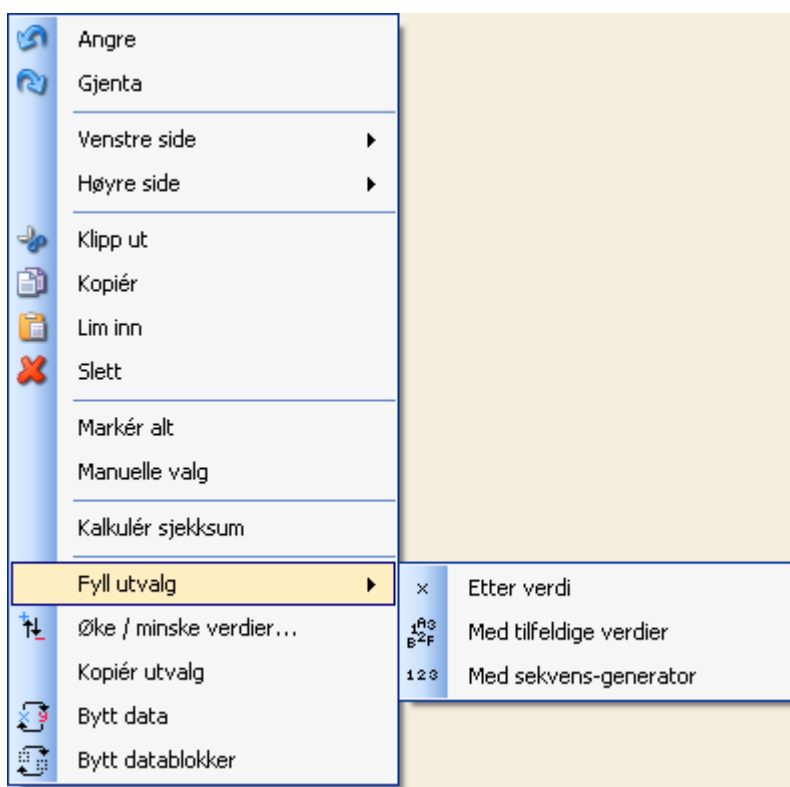 Angre
Gjenta
Venstre side
Høyre side
Klipp ut
Kopiér
Lim inn
Slett
Markér alt
Manuelle valg
Kalkulér sjekksum
Fyll utvalg
Øke / minske verdier...
Kopiér utvalg
Bytt data
Bytt datablokker
Etter verdi
Med tilfeldige verdier
Med sekvens-generator